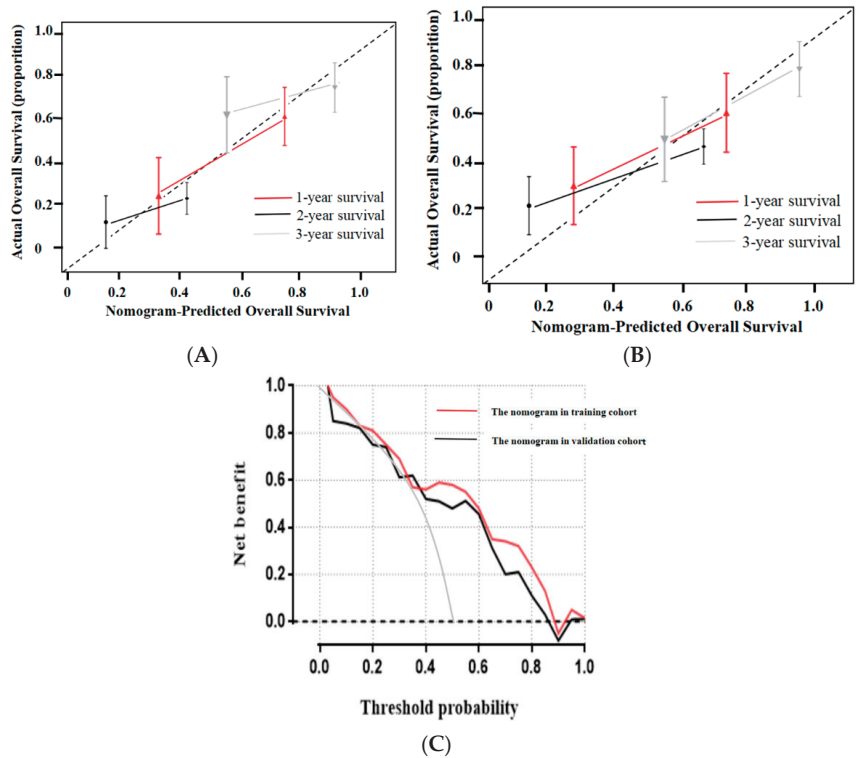 1.0
0.8
0.6
0.4
0.2
0
Actual Overall Survival (proportion)
1-year survival
2-year survival
3-year survival
0 0.2 0.4 0.6 0.8 1.0
Nomogram-Predicted Overall Survival
(A)
1.0
0.8
0.6
0.4
0.2
0
Actual Overall Survival (proportion)
1-year survival
2-year survival
3-year survival
0 0.2 0.4 0.6 0.8 1.0
Nomogram-Predicted Overall Survival
(B)
1.0
0.8
0.6
0.4
0.2
0.0
Net benefit
The nomogram in training cohort
The nomogram in validation cohort
0.0 0.2 0.4 0.6 0.8 1.0
Threshold probability
(C)